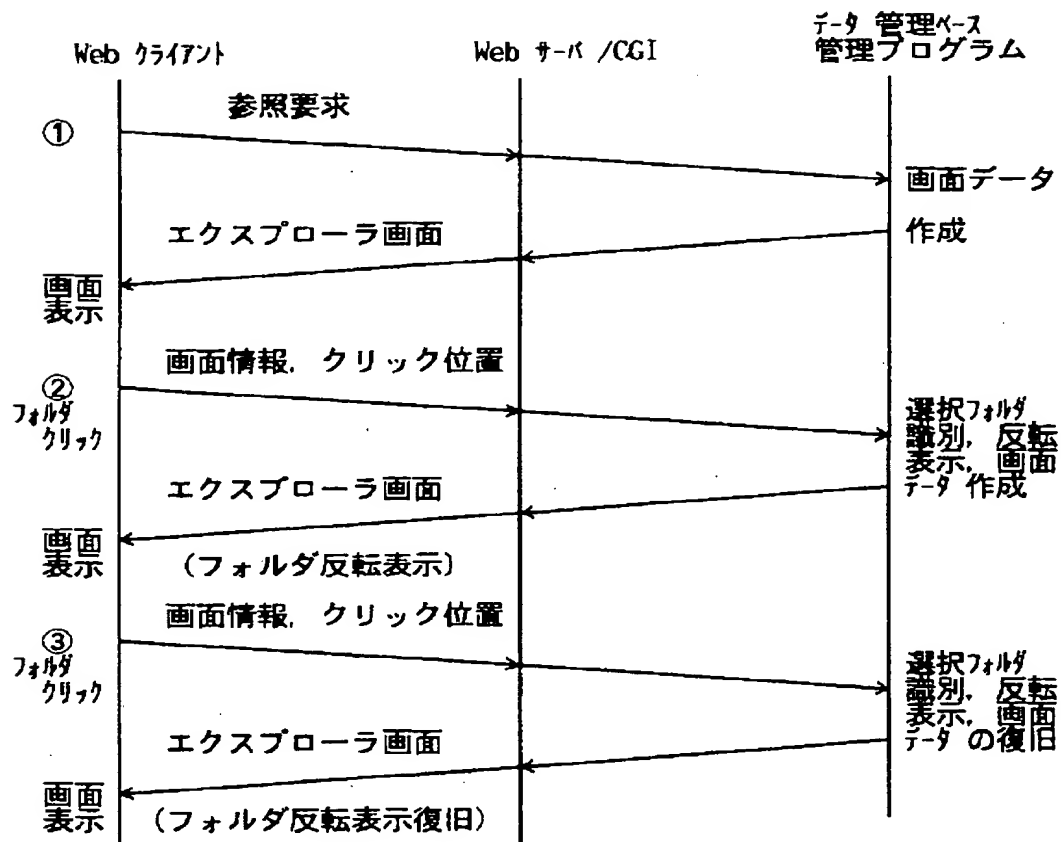 Web クライアント
Web サーバ /CGI
データ 管理ベース
管理プログラム
参照要求
①
画面データ
エクスプローラ画面
作成
画面
表示
画面情報, クリック位置
②
フォルダ
クリック
選択フォルダ
識別, 反転
表示, 画面
データ 作成
エクスプローラ画面
画面
表示
(フォルダ反転表示)
画面情報, クリック位置
③
フォルダ
クリック
選択フォルダ
識別, 反転
表示, 画面
データ の復旧
エクスプローラ画面
画面
表示
(フォルダ反転表示復旧)